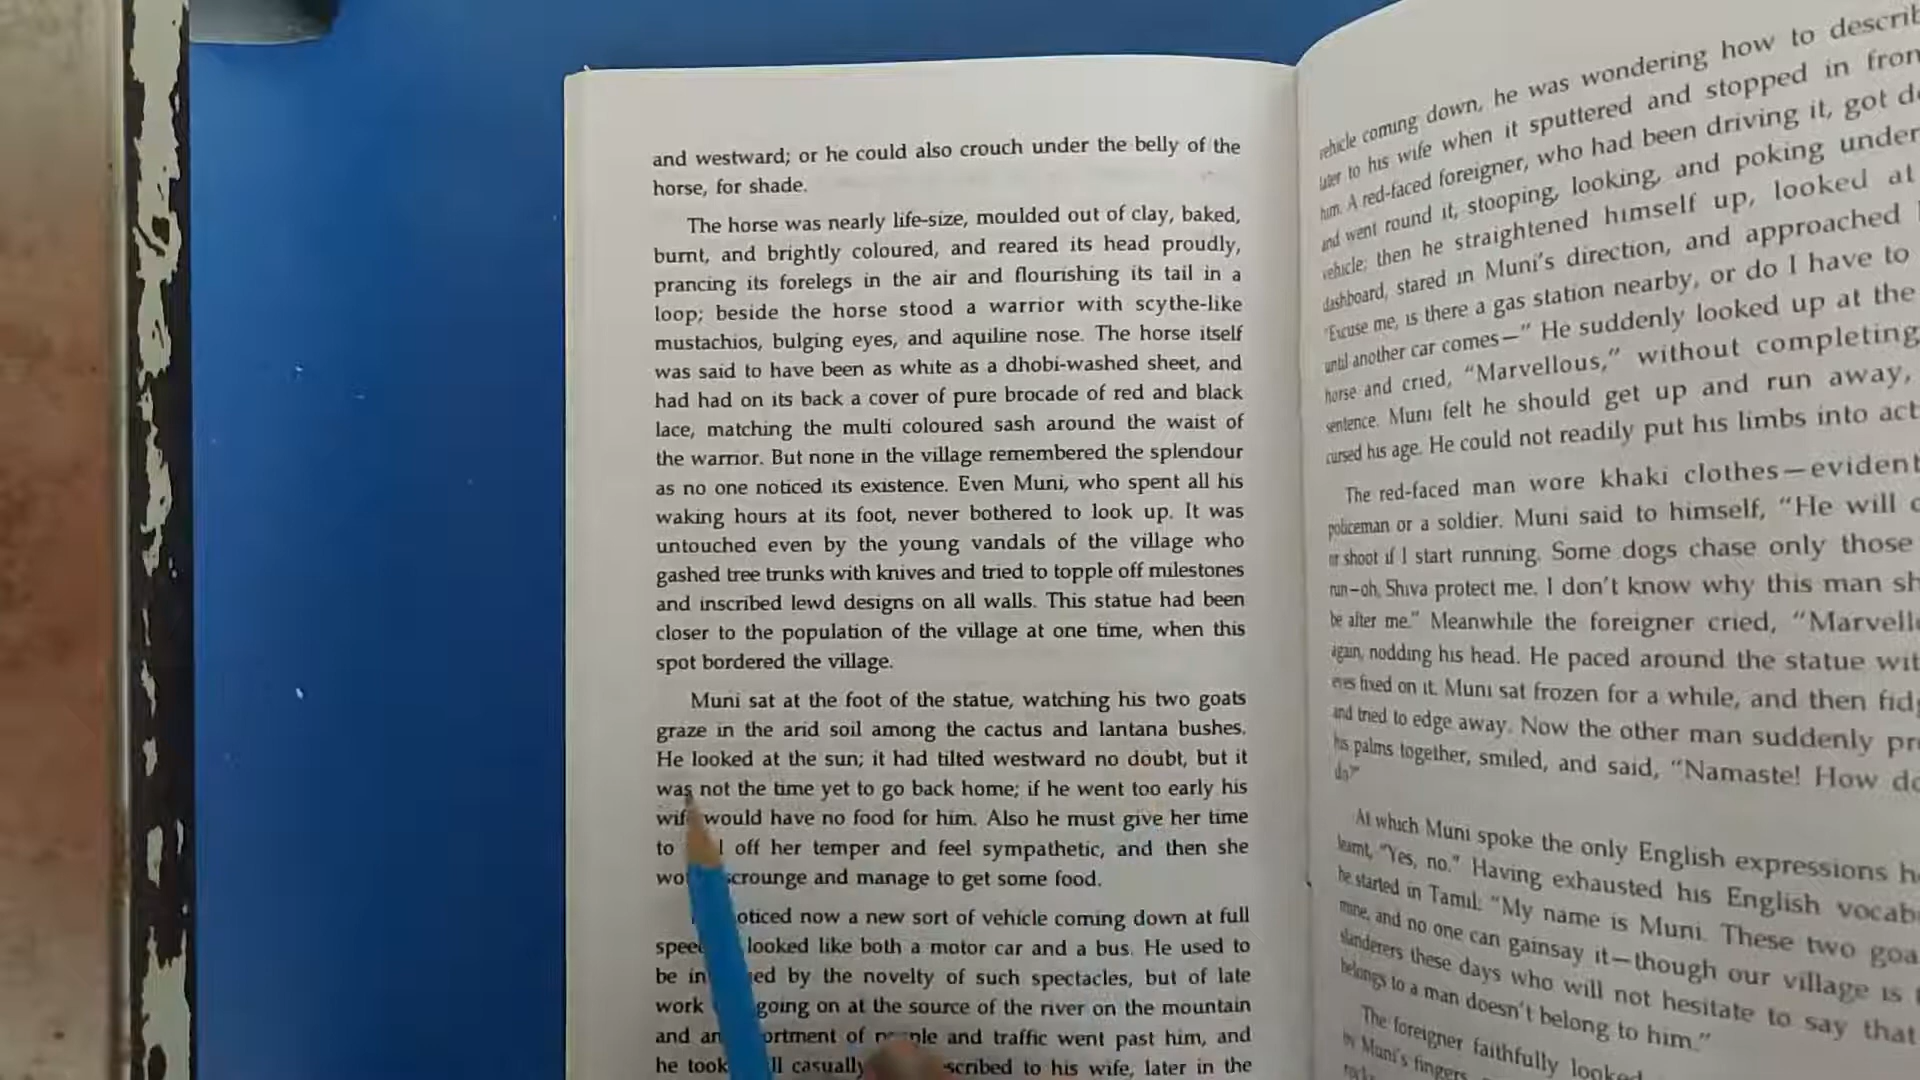 and westward; or he could also crouch under the belly of the
horse, for shade.
The horse was nearly life-size, moulded out of clay, baked,
burnt, and brightly coloured, and reared its head proudly,
prancing its forelegs in the air and flourishing its tail in a
loop; beside the horse stood a warrior with scythe-like
mustachios, bulging eyes, and aquiline nose. The horse itself
was said to have been as white as a dhobi-washed sheet, and
had had on its back a cover of pure brocade of red and black
lace, matching the multi coloured sash around the waist of
the warrior. But none in the village remembered the splendour
as no one noticed its existence. Even Muni, who spent all his
waking hours at its foot, never bothered to look up. It was
untouched even by the young vandals of the village who
gashed tree trunks with knives and tried to topple off milestones
and inscribed lewd designs on all walls. This statue had been
closer to the population of the village at one time, when this
spot bordered the village.
Muni sat at the foot of the statue, watching his two goats
graze in the arid soil among the cactus and lantana bushes.
He looked at the sun; it had tilted westward no doubt, but it
was not the time yet to go back home; if he went too early his
would have no food for him. Also he must give her time
to off her temper and feel sympathetic, and then she
scrounge and manage to get some food.
now a new sort of vehicle coming down at full
looked like both a motor car and a bus. He used to
be by the novelty of such spectacles, but of late
work going on at the source of the river on the mountain
and of and traffic went past him, and
he took casually to his wife, later in the
vehicle coming down, he was wondering how to
later to his wife when it sputtered and stopped in
him. A red-faced foreigner, who had been driving it, got
and went round it, stooping, looking, and poking under
vehicle; then he straightened himself up, looked at
dashboard, stared in Muni's direction, and approached
"Excuse me, is there a gas station nearby, or do I have to
until another car comes—" He suddenly looked up at the
horse and cried, "Marvellous," without completing
sentence. Muni felt he should get up and run away,
cursed his age. He could not readily put his limbs into
The red-faced man wore khaki clothes—
policeman or a soldier. Muni said to himself, "He will
or shoot if I start running. Some dogs chase only those
run—oh, Shiva protect me. I don't know why this man
be after me." Meanwhile the foreigner cried,
again, nodding his head. He paced around the statue
eyes fixed on it. Muni sat frozen for a while, and then
and tried to edge away. Now the other man suddenly
his palms together, smiled, and said, "Namaste! How
do?"
At which Muni spoke the only English expressions
learnt, "Yes, no." Having exhausted his English
he started in Tamil: "My name is Muni. These two
mine, and no one can gainsay it—though our village is
slanderers these days who will not hesitate to say that
belongs to a man doesn't belong to him."
The foreigner faithfully looked
by Muni's fingers